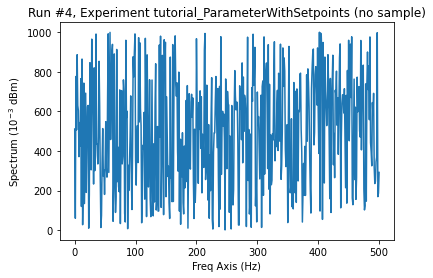 Run #4, Experiment tutorial_ParameterWithSetpoints (no sample)
1000
800
600
400
200
0
Spectrum (10⁻³ dBm)
0 100 200 300 400 500
Freq Axis (Hz)